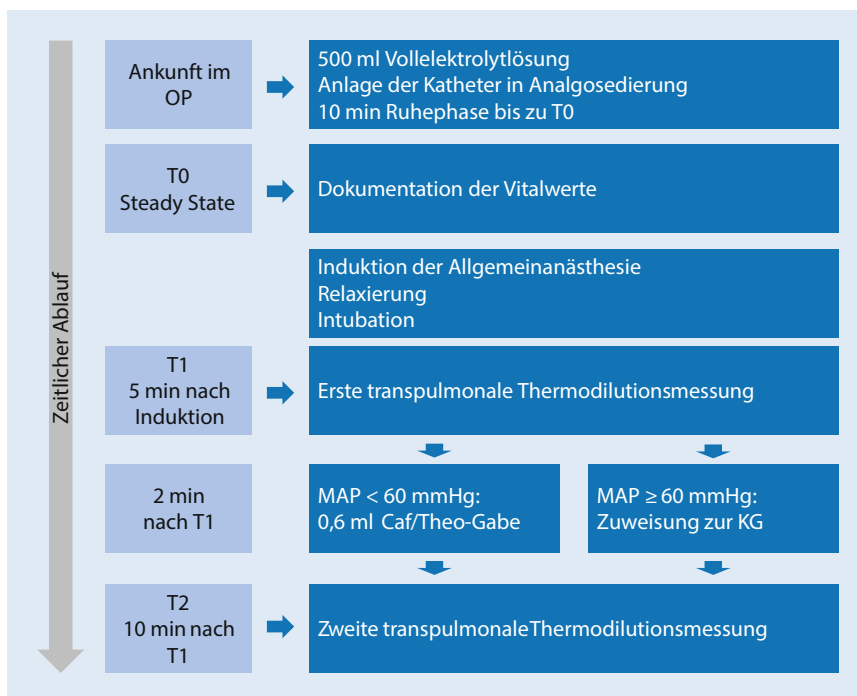 Zeitlicher Ablauf
Ankunft im
OP
500 ml Vollelektrolytlösung
Anlage der Katheter in Analgosedierung
10 min Ruhephase bis zu T0
T0
Steady State
Dokumentation der Vitalwerte
Induktion der Allgemeinanästhesie
Relaxierung
Intubation
T1
5 min nach
Induktion
Erste transpulmonale Thermodilutionsmessung
2 min
nach T1
MAP < 60 mmHg:
0,6 ml Caf/Theo-Gabe
MAP ≥ 60 mmHg:
Zuweisung zur KG
T2
10 min nach
T1
Zweite transpulmonale Thermodilutionsmessung